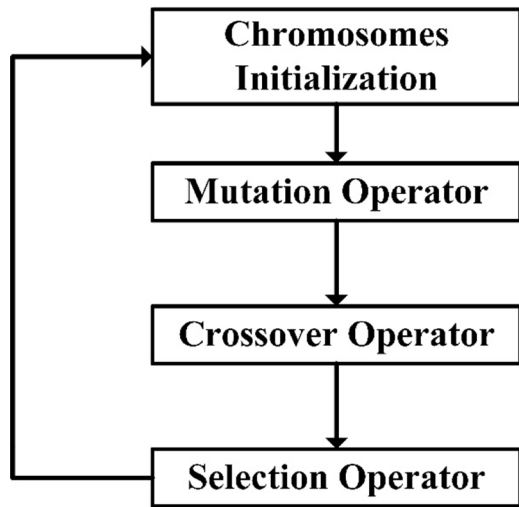 Chromosomes
Initialization
Mutation Operator
Crossover Operator
Selection Operator